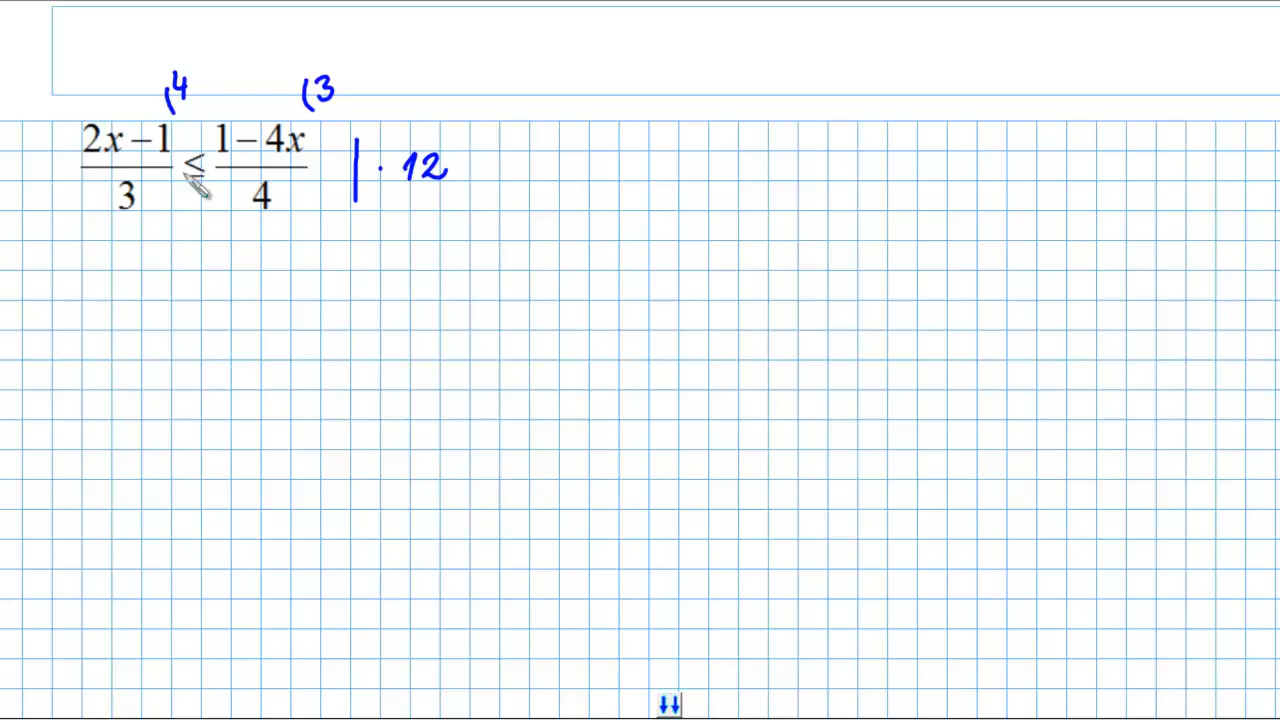 (4 (3
(2x − 1)/3 ≤ (1 − 4x)/4 | · 12